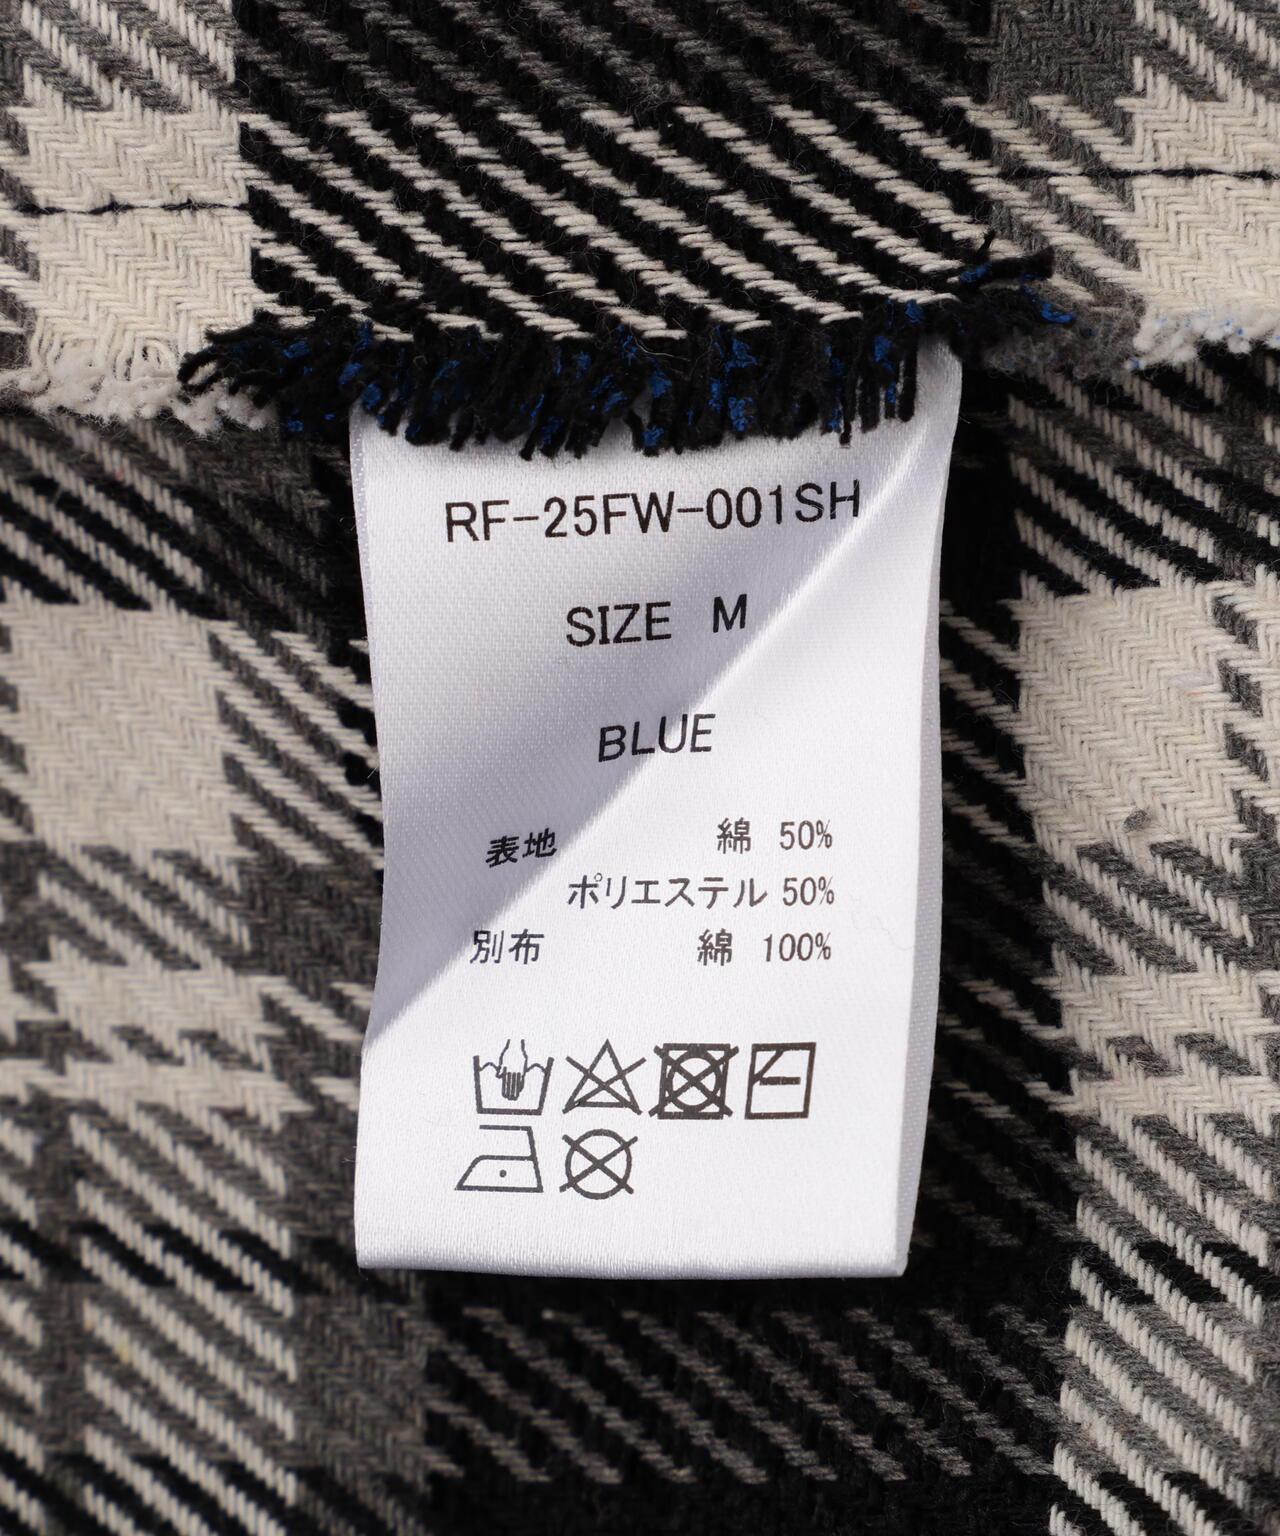 RF-25FW-001SH
SIZE M
BLUE
表地 綿 50%
ポリエステル 50%
別布 綿 100%